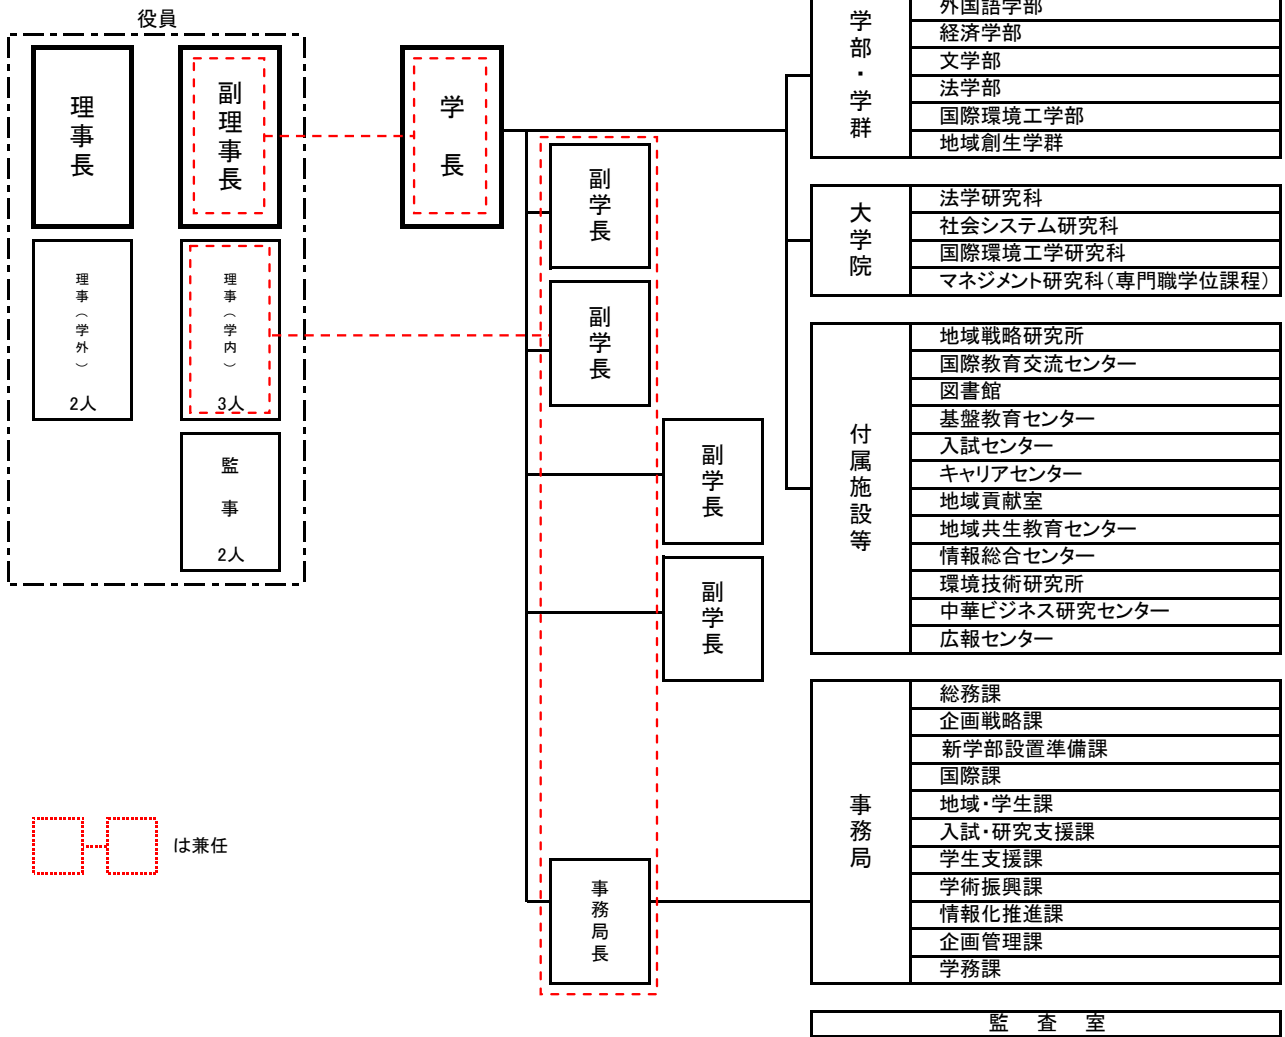 役員
理事長
副理事長
学長
理事（学外）
2人
理事（学内）
3人
監事
2人
副学長
副学長
副学長
副学長
事務局長
は兼任
学部・学群
外国語学部
経済学部
文学部
法学部
国際環境工学部
地域創生学群
大学院
法学研究科
社会システム研究科
国際環境工学研究科
マネジメント研究科（専門職学位課程）
付属施設等
地域戦略研究所
国際教育交流センター
図書館
基盤教育センター
入試センター
キャリアセンター
地域貢献室
地域共生教育センター
情報総合センター
環境技術研究所
中華ビジネス研究センター
広報センター
事務局
総務課
企画戦略課
新学部設置準備課
国際課
地域・学生課
入試・研究支援課
学生支援課
学術振興課
情報化推進課
企画管理課
学務課
監　査　室